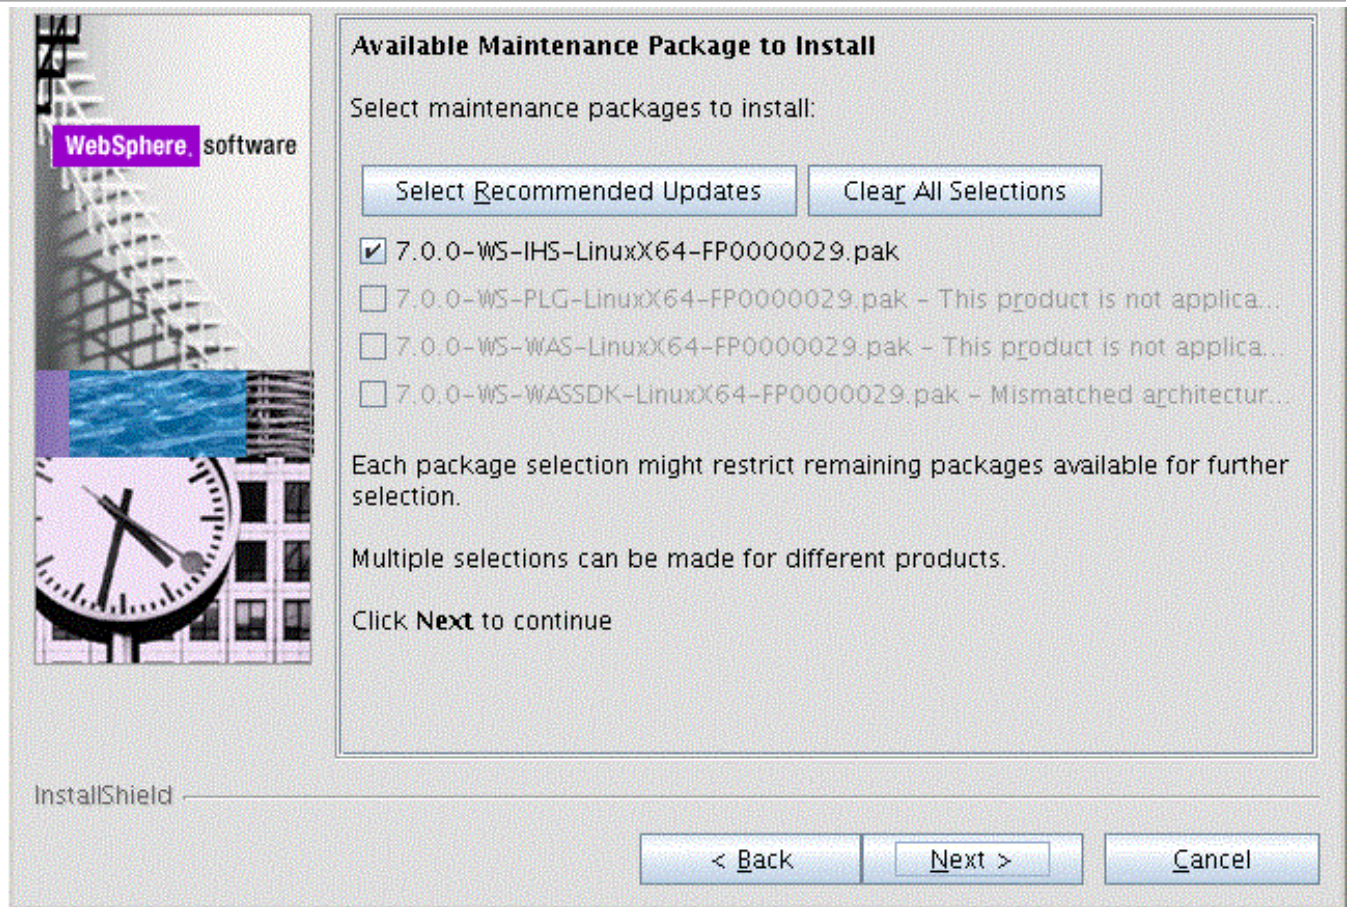 Available Maintenance Package to Install
Select maintenance packages to install:
WebSphere. software
Select Recommended Updates Clear All Selections
7.0.0-WS-IHS-LinuxX64-FP0000029.pak
7.0.0-WS-PLG-LinuxX64-FP0000029.pak - This product is not applica...
7.0.0-WS-WAS-LinuxX64-FP0000029.pak - This product is not applica...
7.0.0-WS-WASSDK-LinuxX64-FP0000029.pak - Mismatched architectur...
Each package selection might restrict remaining packages available for further
selection.
Multiple selections can be made for different products.
Click Next to continue
InstallShield
< Back Next > Cancel